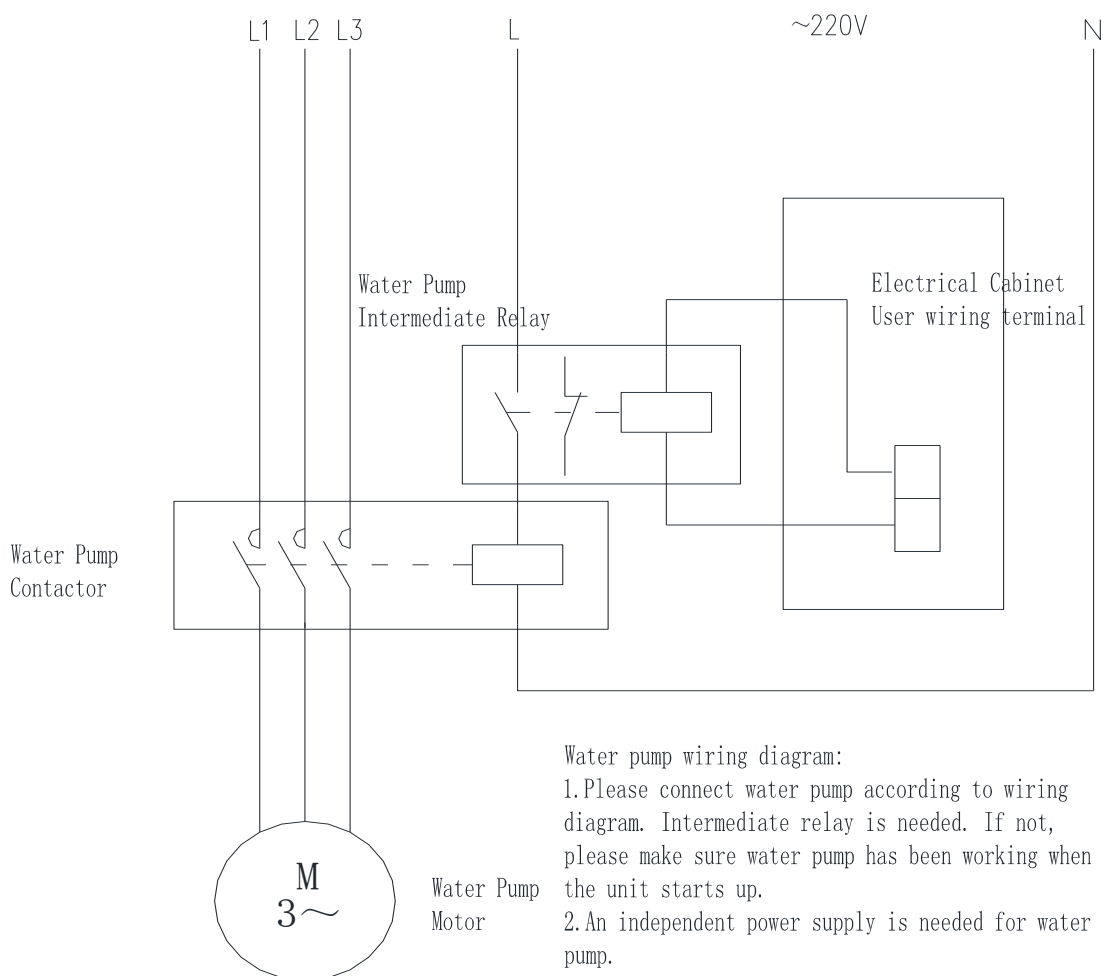 L1 L2 L3 L ~220V N
Water Pump
Intermediate Relay
Electrical Cabinet
User wiring terminal
Water Pump
Contactor
Water pump wiring diagram:
1.Please connect water pump according to wiring
diagram. Intermediate relay is needed. If not,
please make sure water pump has been working when
the unit starts up.
2.An independent power supply is needed for water
pump.
M
3~
Water Pump
Motor